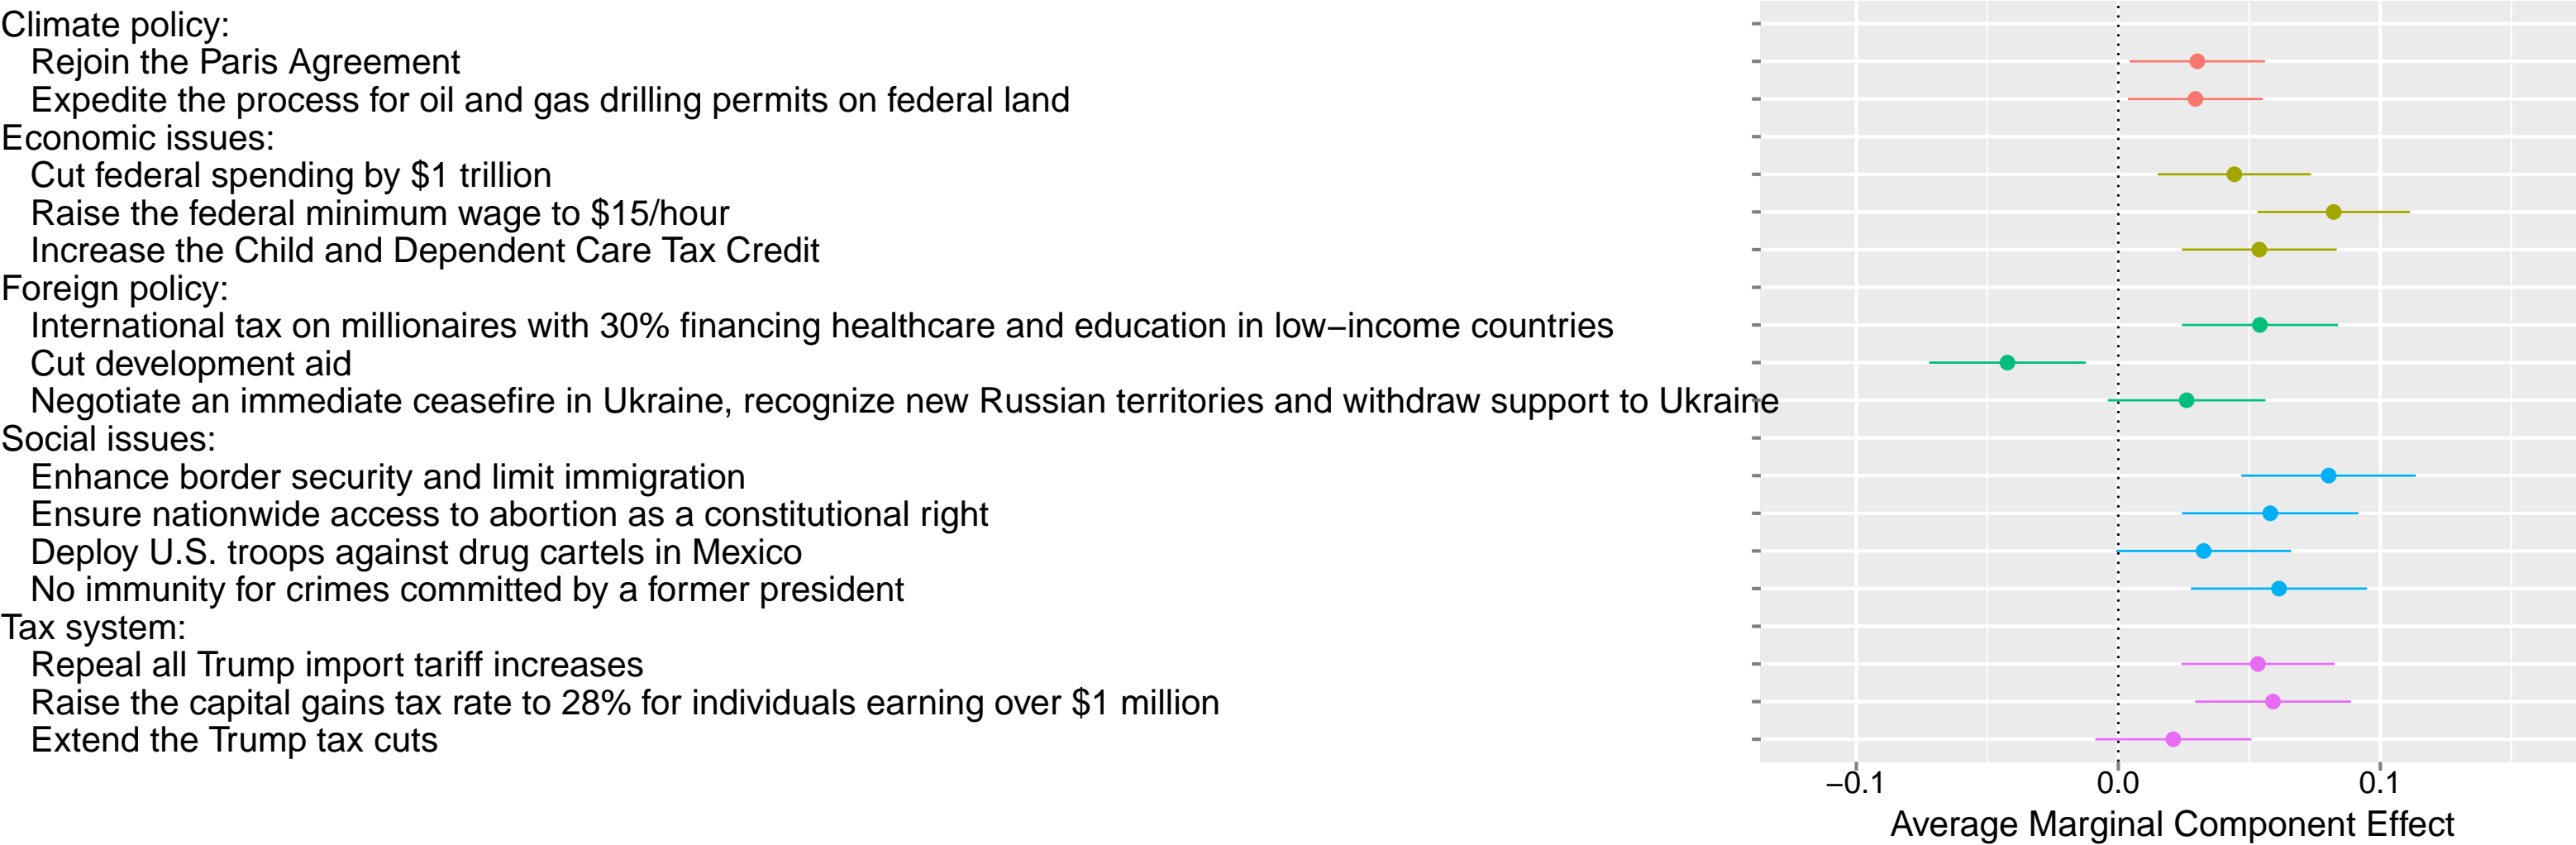 Climate policy:
Rejoin the Paris Agreement
Expedite the process for oil and gas drilling permits on federal land
Economic issues:
Cut federal spending by $1 trillion
Raise the federal minimum wage to $15/hour
Increase the Child and Dependent Care Tax Credit
Foreign policy:
International tax on millionaires with 30% financing healthcare and education in low−income countries
Cut development aid
Negotiate an immediate ceasefire in Ukraine, recognize new Russian territories and withdraw support to Ukraine
Social issues:
Enhance border security and limit immigration
Ensure nationwide access to abortion as a constitutional right
Deploy U.S. troops against drug cartels in Mexico
No immunity for crimes committed by a former president
Tax system:
Repeal all Trump import tariff increases
Raise the capital gains tax rate to 28% for individuals earning over $1 million
Extend the Trump tax cuts
−0.1 0.0 0.1
Average Marginal Component Effect